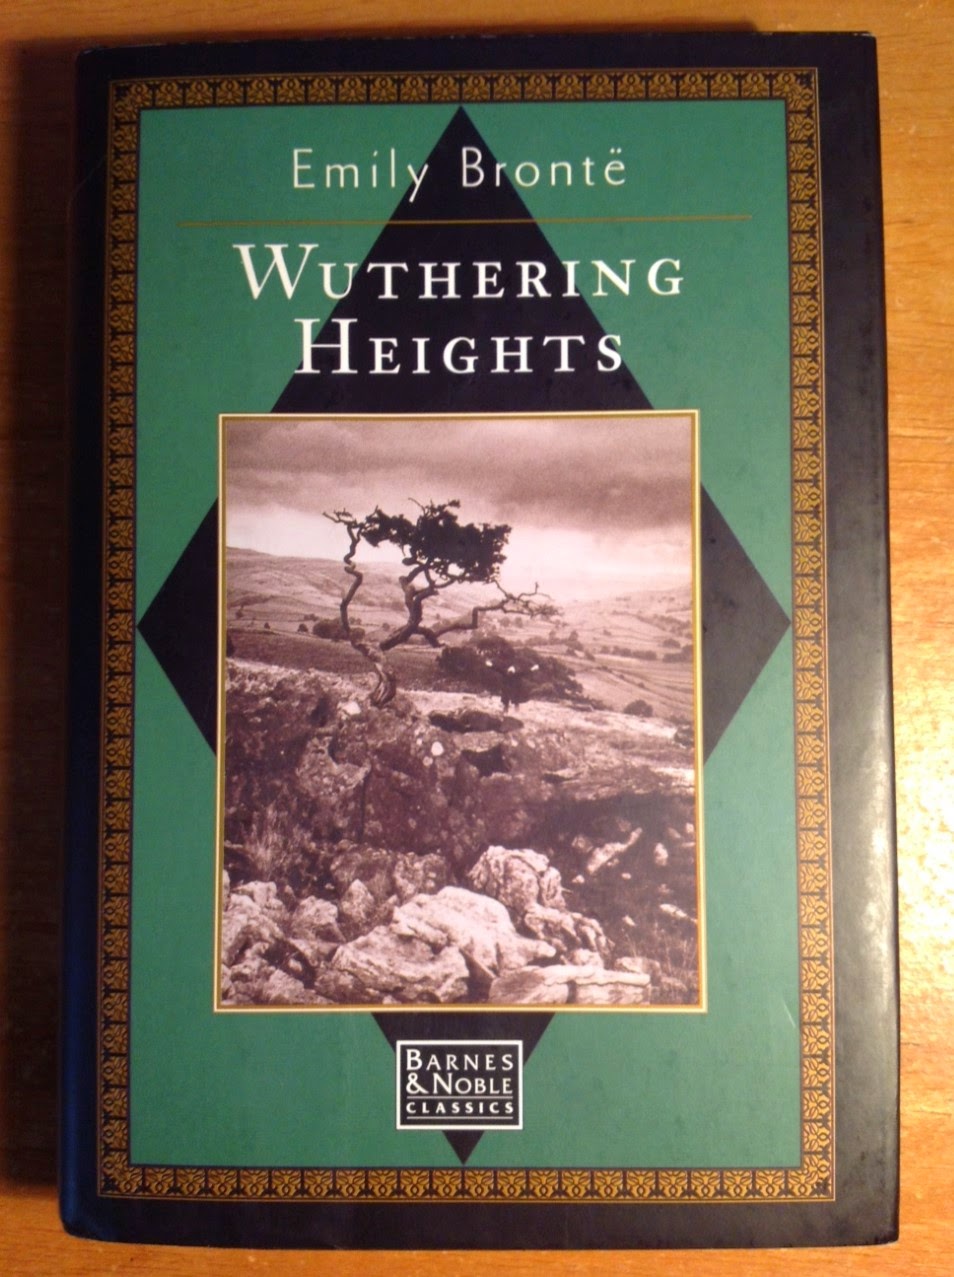 Emily Brontë
WUTHERING
HEIGHTS
BARNES
& NOBLE
CLASSICS